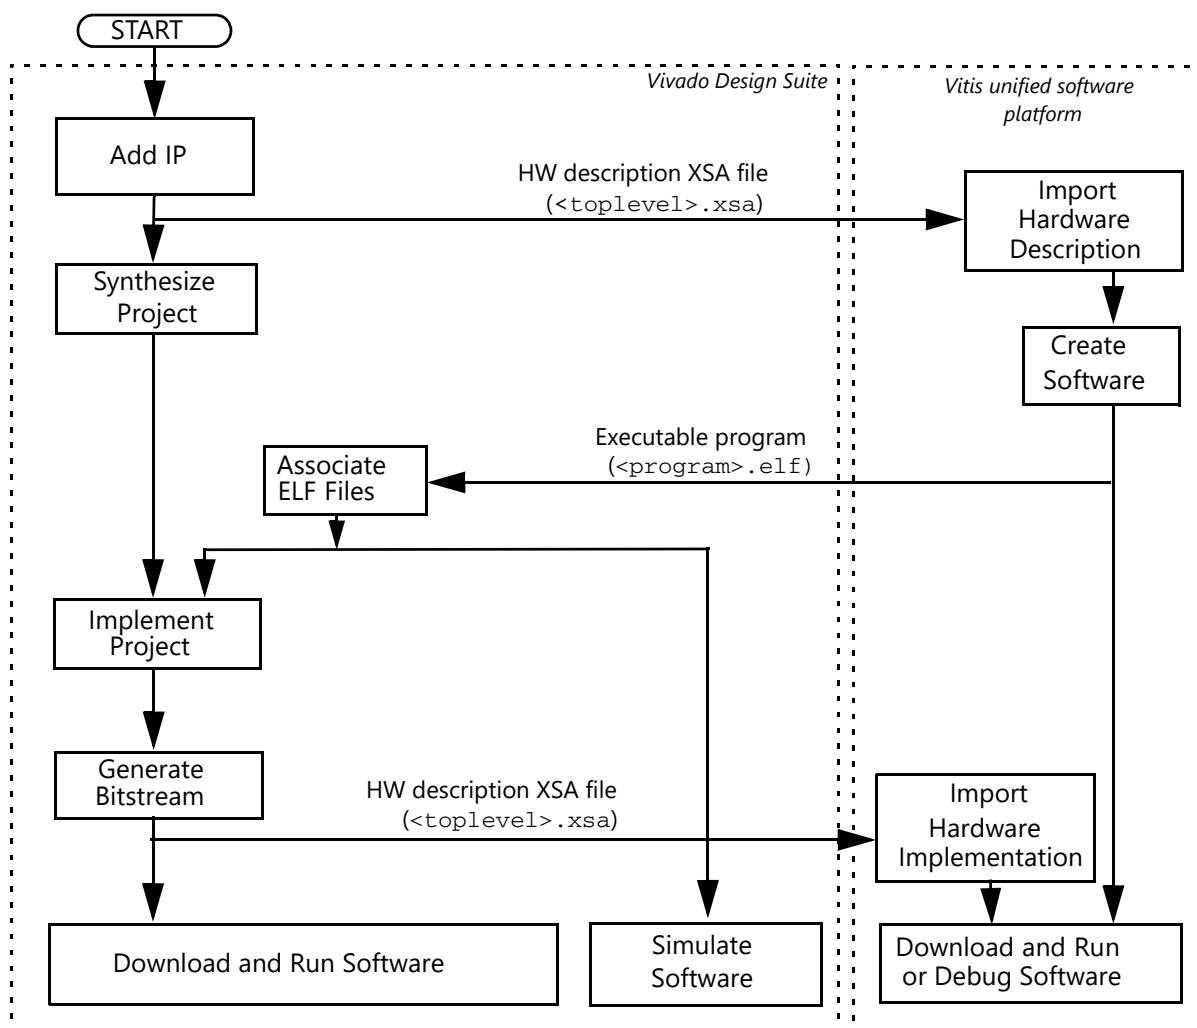 START
Vivado Design Suite
Vitis unified software
platform
Add IP
HW description XSA file
(<toplevel>.xsa)
Import
Hardware
Description
Synthesize
Project
Create
Software
Executable program
(<program>.elf)
Associate
ELF Files
Implement
Project
Generate
Bitstream
HW description XSA file
(<toplevel>.xsa)
Import
Hardware
Implementation
Download and Run Software
Simulate
Software
Download and Run
or Debug Software